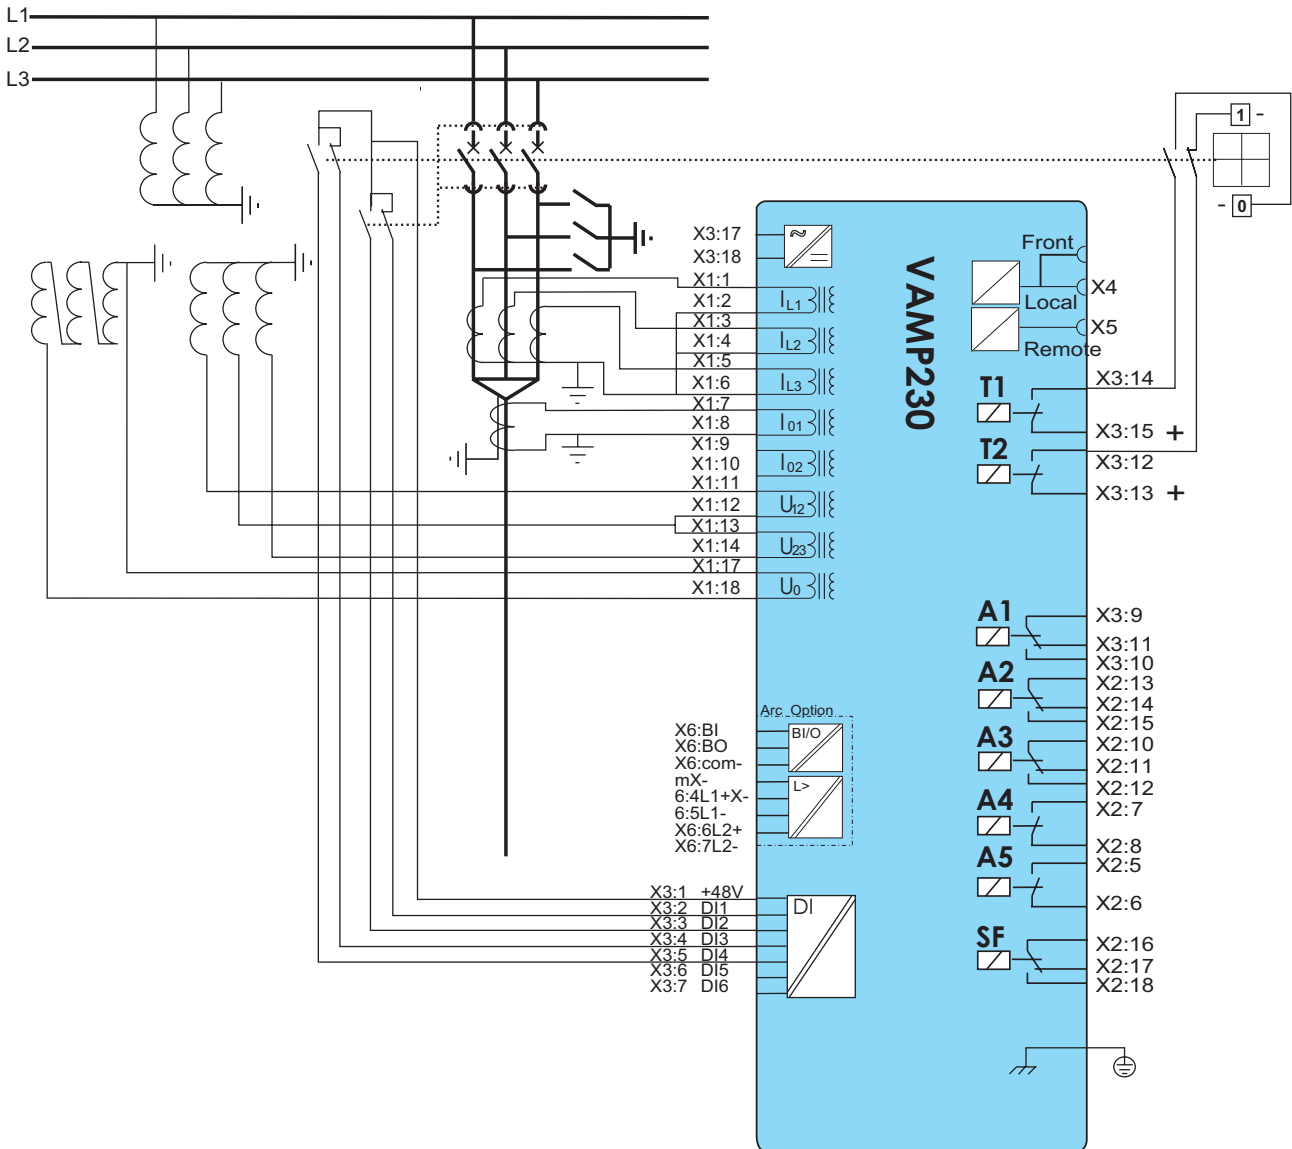 L1
L2
L3
1 -
- 0
X3:17
X3:18
X1:1
X1:2
X1:3
X1:4
X1:5
X1:6
X1:7
X1:8
X1:9
X1:10
X1:11
X1:12
X1:13
X1:14
X1:17
X1:18
~
IL1
IL2
IL3
I01
I02
U12
U23
U0
VAMP230
Front
X4
Local
X5
Remote
T1
X3:14
X3:15 +
T2
X3:12
X3:13 +
A1
X3:9
X3:11
X3:10
A2
X2:13
X2:14
X2:15
A3
X2:10
X2:11
X2:12
A4
X2:7
X2:8
A5
X2:5
X2:6
SF
X2:16
X2:17
X2:18
Arc Option
BI/O
L>
X6:BI
X6:BO
X6:com-
mX-
6:4L1+X-
6:5L1-
X6:6L2+
X6:7L2-
X3:1 +48V
X3:2 DI1
X3:3 DI2
X3:4 DI3
X3:5 DI4
X3:6 DI5
X3:7 DI6
DI